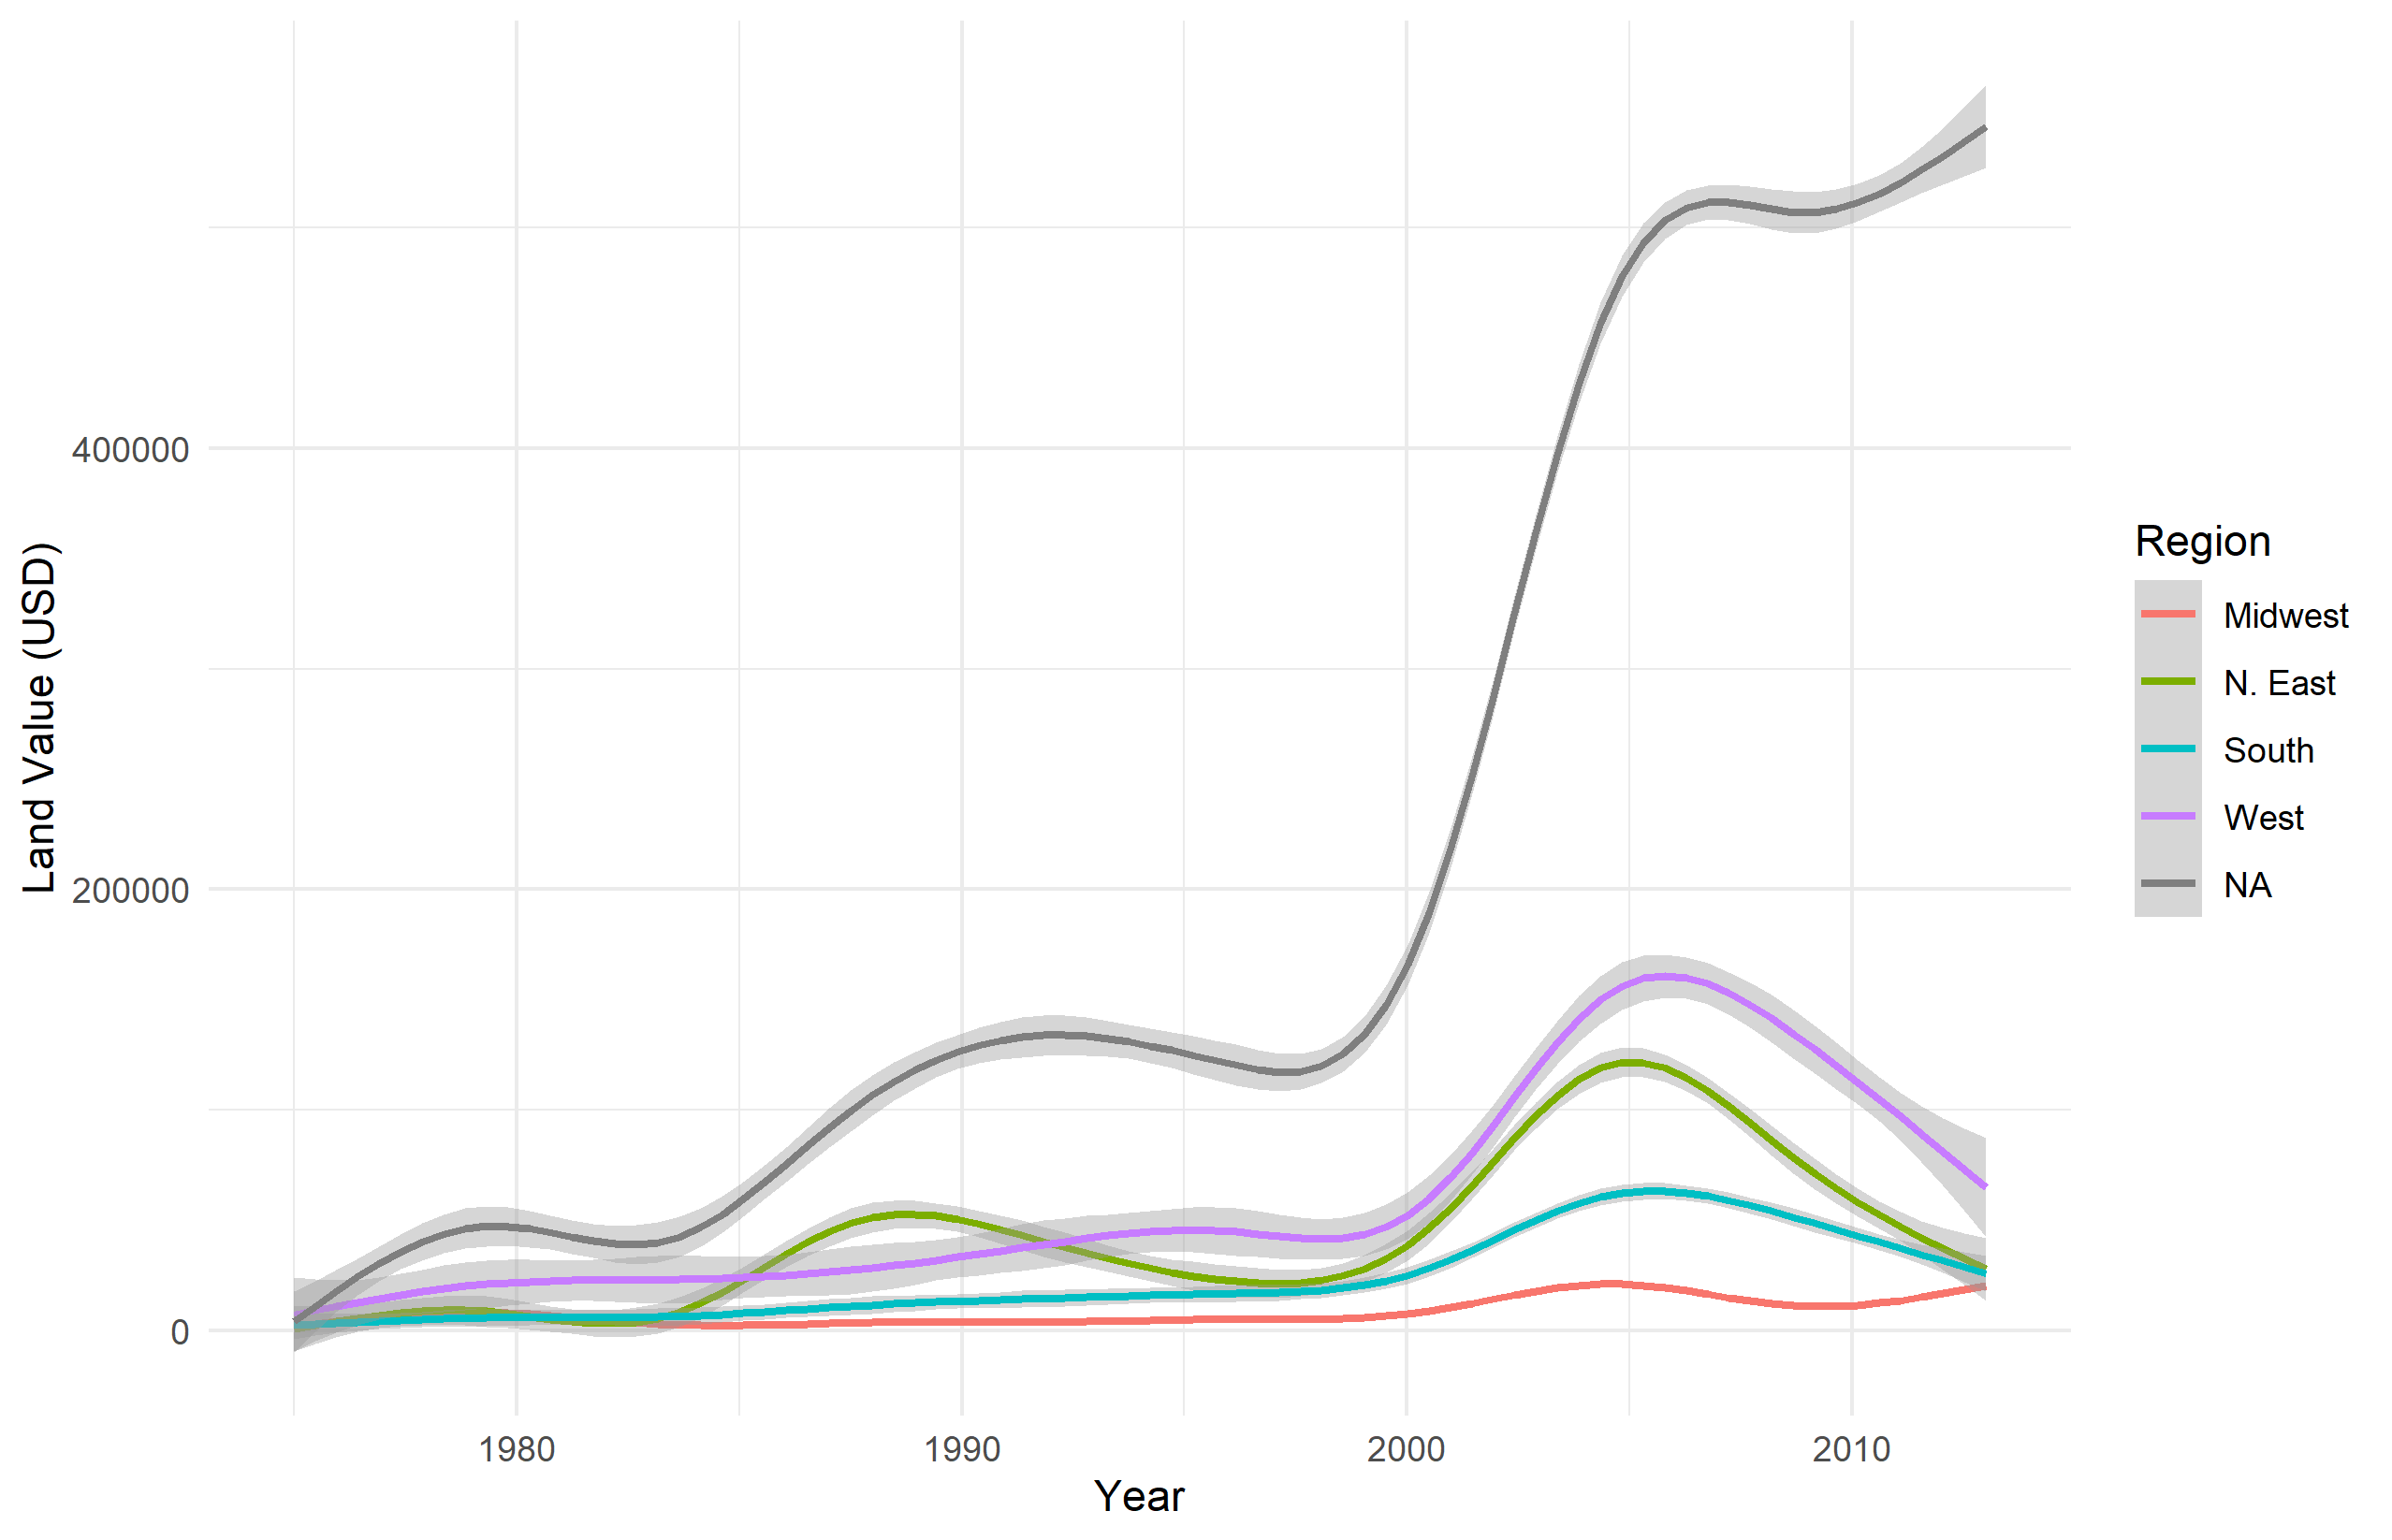 Land Value (USD)
400000
200000
0
1980
1990
2000
2010
Year
Region
Midwest
N. East
South
West
NA